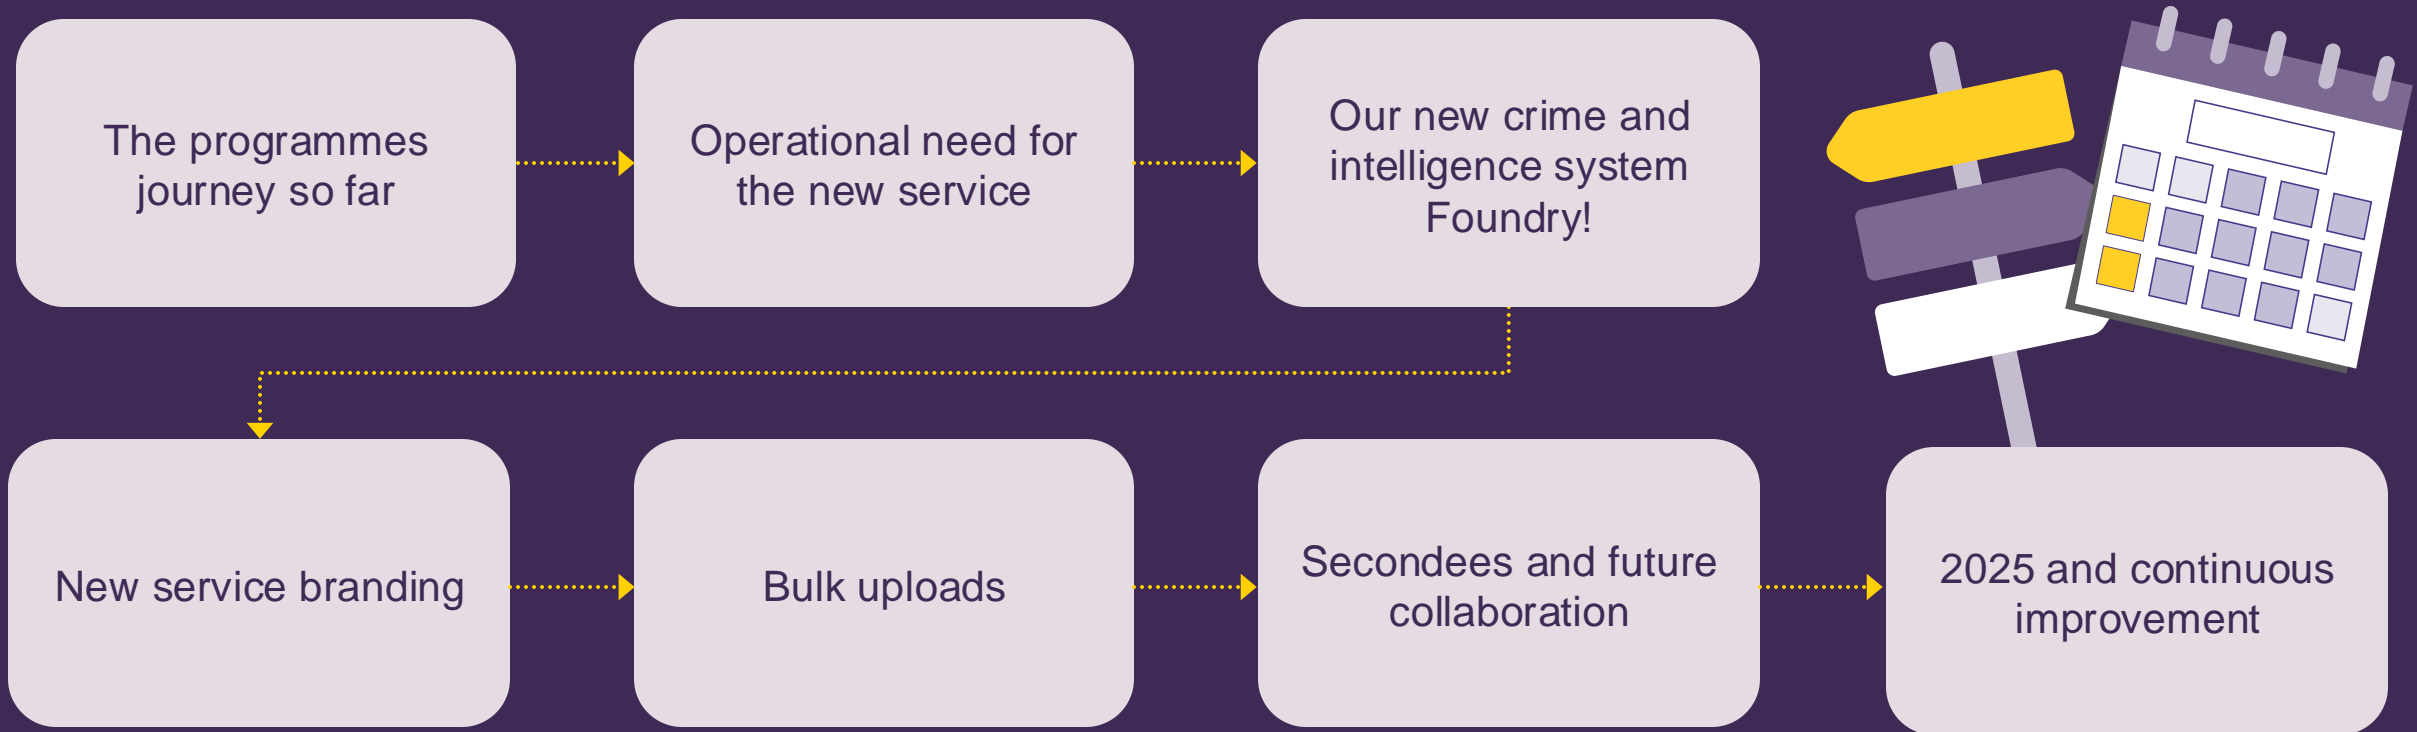 The programmes
journey so far
Operational need for
the new service
Our new crime and
intelligence system
Foundry!
New service branding
Bulk uploads
Secondees and future
collaboration
2025 and continuous
improvement